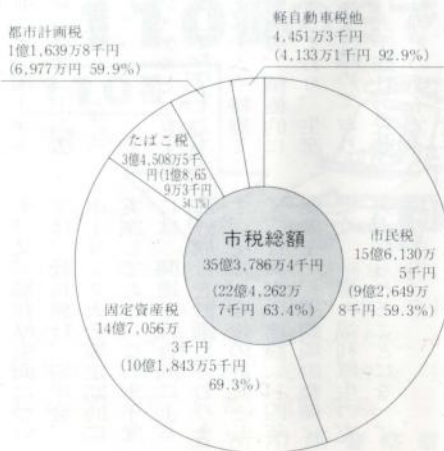 都市計画税
1億1,639万8千円
(6,977万円 59.9%)
軽自動車税他
4,451万3千円
(4,133万1千円 92.9%)
たばこ税
3億4,508万5千
円(1億8,65
9万3千円
54.1%)
市税総額
35億3,786万4千円
(22億4,262万
7千円 63.4%)
市民税
15億6,130万
5千円
(9億2,649万
8千円 59.3%)
固定資産税
14億7,056万
3千円
(10億1,843万5千円
69.3%)